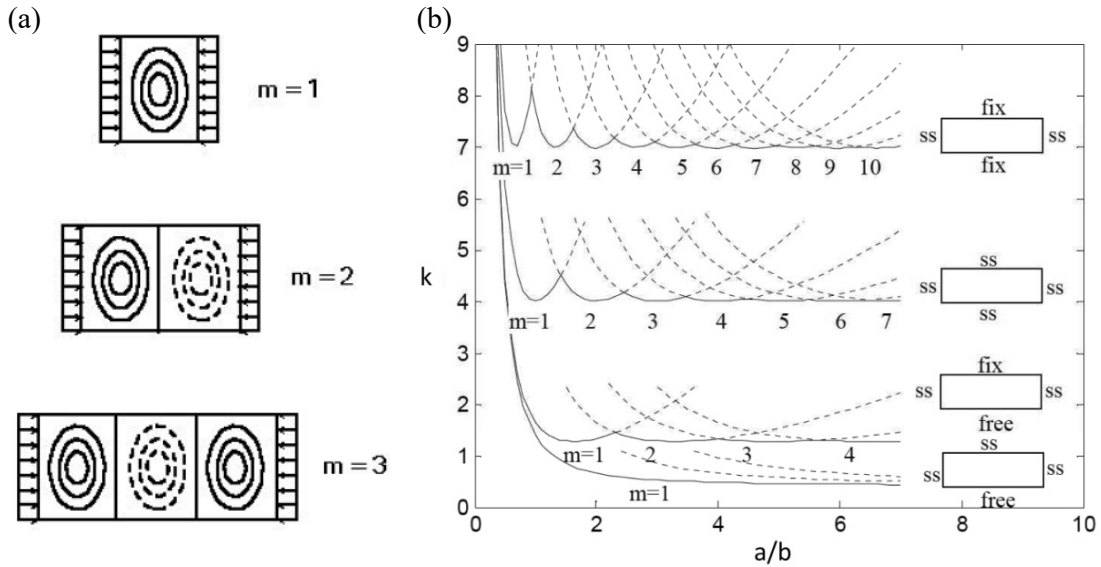 (a)
m = 1
m = 2
m = 3
(b)
k
9
8
7
6
5
4
3
2
1
0
0 2 4 6 8 10
a/b
m=1 2 3 4 5 6 7 8 9 10
m=1 2 3 4 5 6 7
m=1 2 3 4
m=1
fix
ss ss
fix
ss
ss ss
ss
fix
ss ss
free
ss
ss ss
free